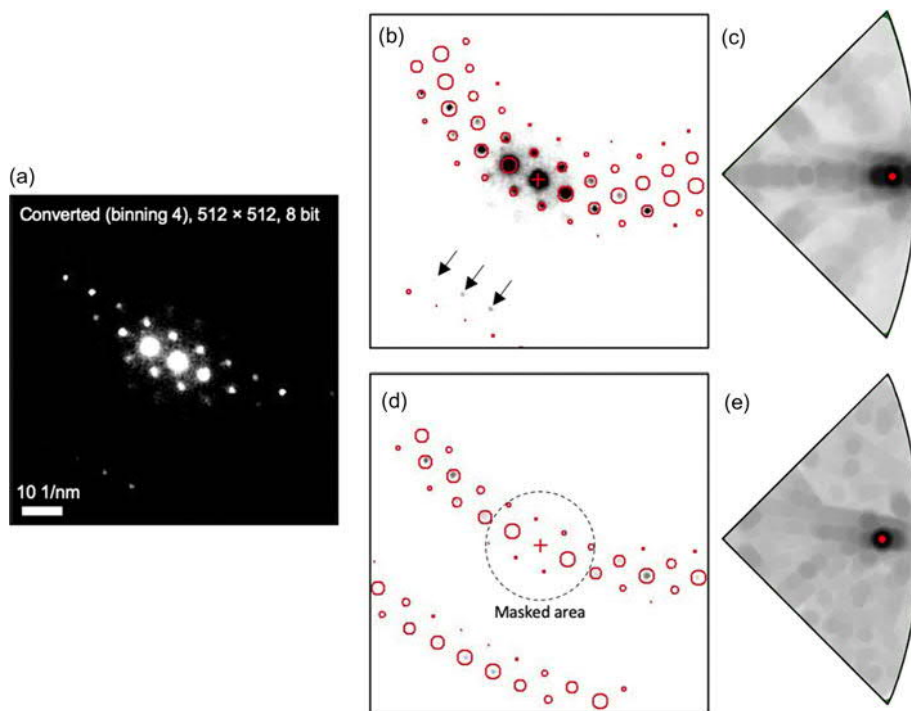 (a)
Converted (binning 4), 512 × 512, 8 bit
10 1/nm
(b)
(c)
(d)
Masked area
(e)